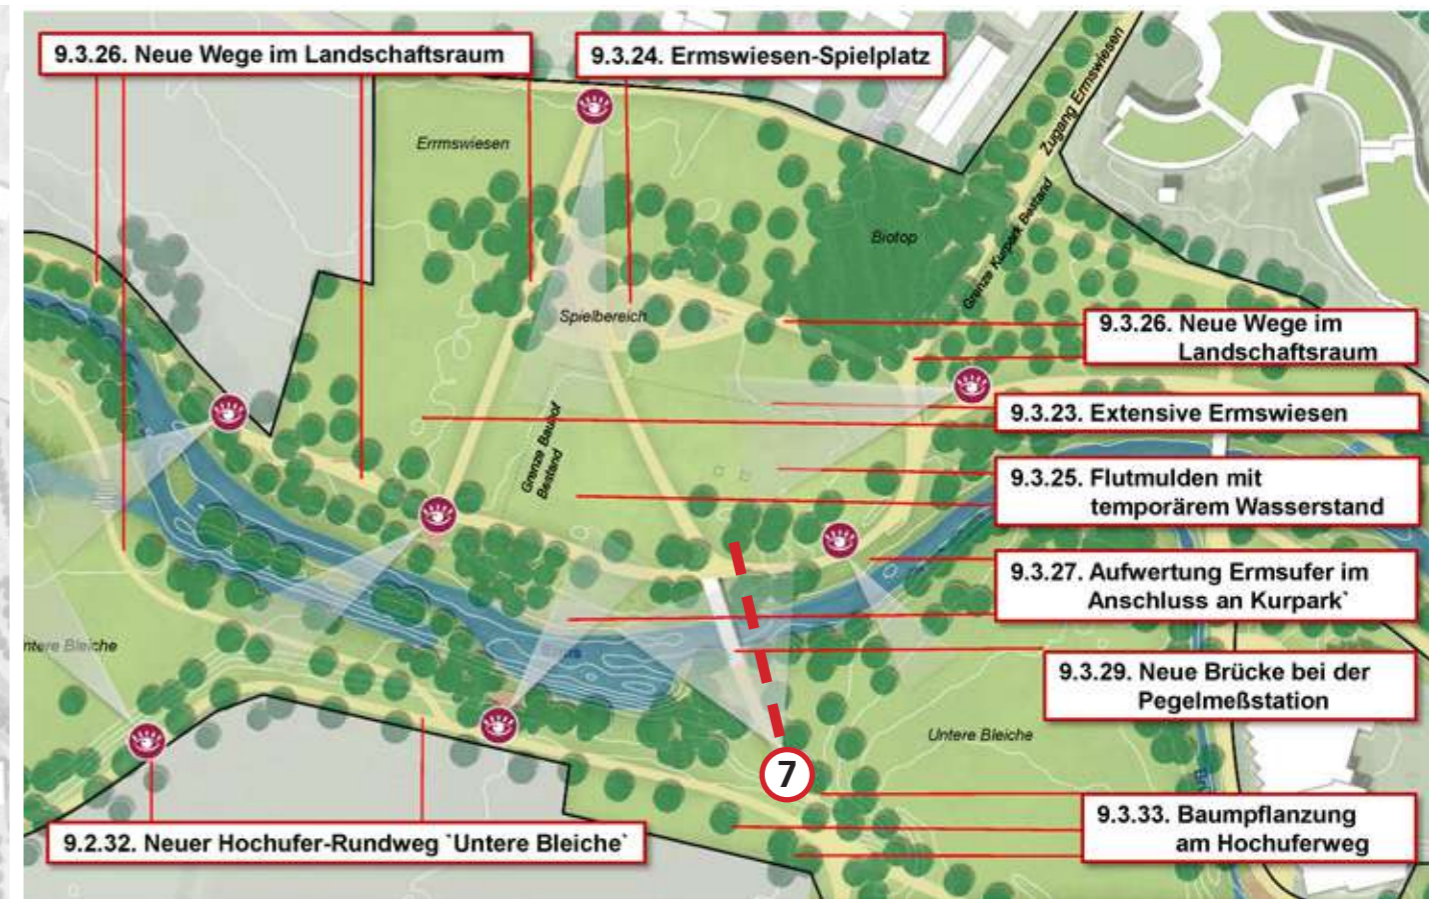 9.3.26. Neue Wege im Landschaftsraum
9.3.24. Ermswiesen-Spielplatz
Zugang Ermswiesen
Errmswiesen
Biotop
Grenze Kurpark Bestand
Spielbereich
9.3.26. Neue Wege im
Landschaftsraum
9.3.23. Extensive Ermswiesen
Grenze Bauhof
Bestand
9.3.25. Flutmulden mit
temporärem Wasserstand
9.3.27. Aufwertung Ermsufer im
Anschluss an Kurpark`
ntere Bleiche
9.3.29. Neue Brücke bei der
Pegelmeßstation
Untere Bleiche
7
9.3.33. Baumpflanzung
am Hochuferweg
9.2.32. Neuer Hochufer-Rundweg `Untere Bleiche`